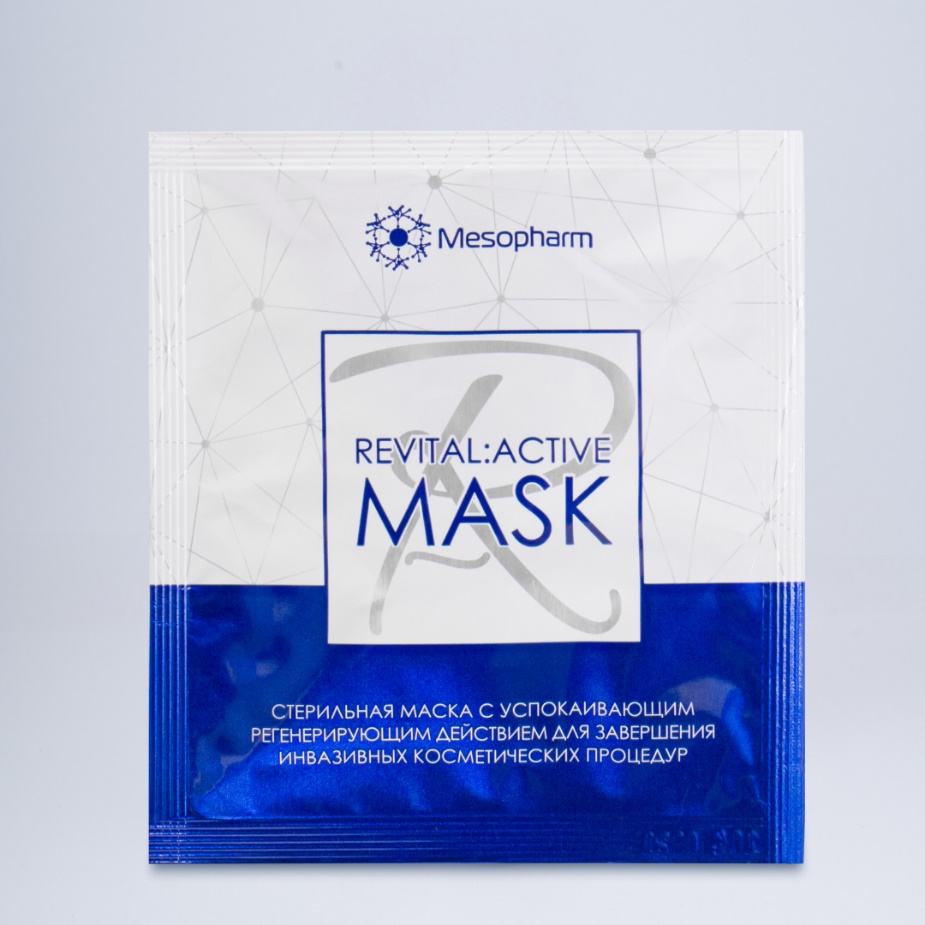 Mesopharm
REVITAL:ACTIVE
MASK
СТЕРИЛЬНАЯ МАСКА С УСПОКАИВАЮЩИМ
РЕГЕНЕРИРУЮЩИМ ДЕЙСТВИЕМ ДЛЯ ЗАВЕРШЕНИЯ
ИНВАЗИВНЫХ КОСМЕТИЧЕСКИХ ПРОЦЕДУР